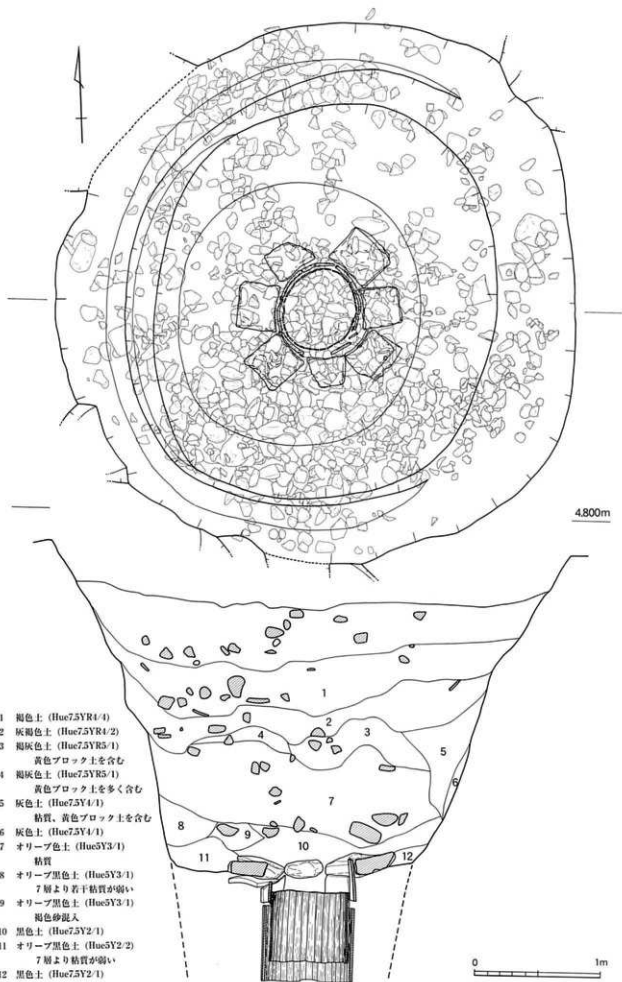 4.800m
1 褐色土 (Hue7.5YR4/4)
2 灰褐色土 (Hue7.5YR4/2)
3 褐灰色土 (Hue7.5YR5/1)
黄色ブロック土を含む
4 褐灰色土 (Hue7.5YR5/1)
黄色ブロック土を多く含む
5 灰色土 (Hue7.5Y4/1)
粘質、黄色ブロック土を含む
6 灰色土 (Hue7.5Y4/1)
7 オリーブ色土 (Hue5Y3/1)
粘質
8 オリーブ黒色土 (Hue5Y3/1)
7層より若干粘質が弱い
9 オリーブ黒色土 (Hue5Y3/1)
褐色砂混入
10 黒色土 (Hue7.5Y2/1)
11 オリーブ黒色土 (Hue5Y2/2)
7層より粘質が弱い
12 黒色土 (Hue7.5Y2/1)
1
2
3
4
5
6
7
8
9
10
11
12
0 1m